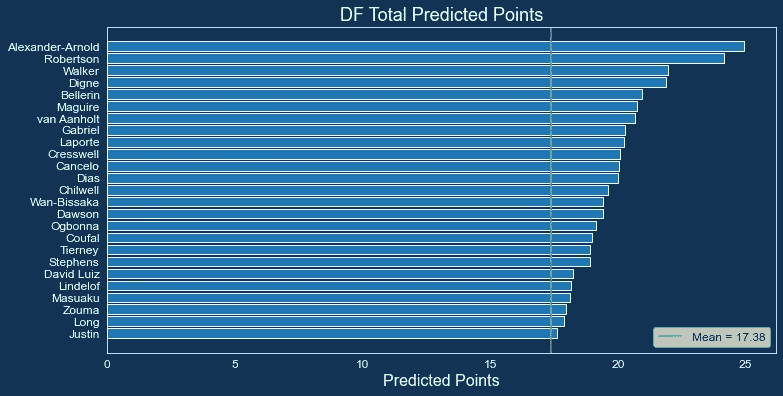 DF Total Predicted Points
Alexander-Arnold
Robertson
Walker
Digne
Bellerin
Maguire
van Aanholt
Gabriel
Laporte
Cresswell
Cancelo
Dias
Chilwell
Wan-Bissaka
Dawson
Ogbonna
Coufal
Tierney
Stephens
David Luiz
Lindelof
Masuaku
Zouma
Long
Justin
Mean = 17.38
0 5 10 15 20 25
Predicted Points